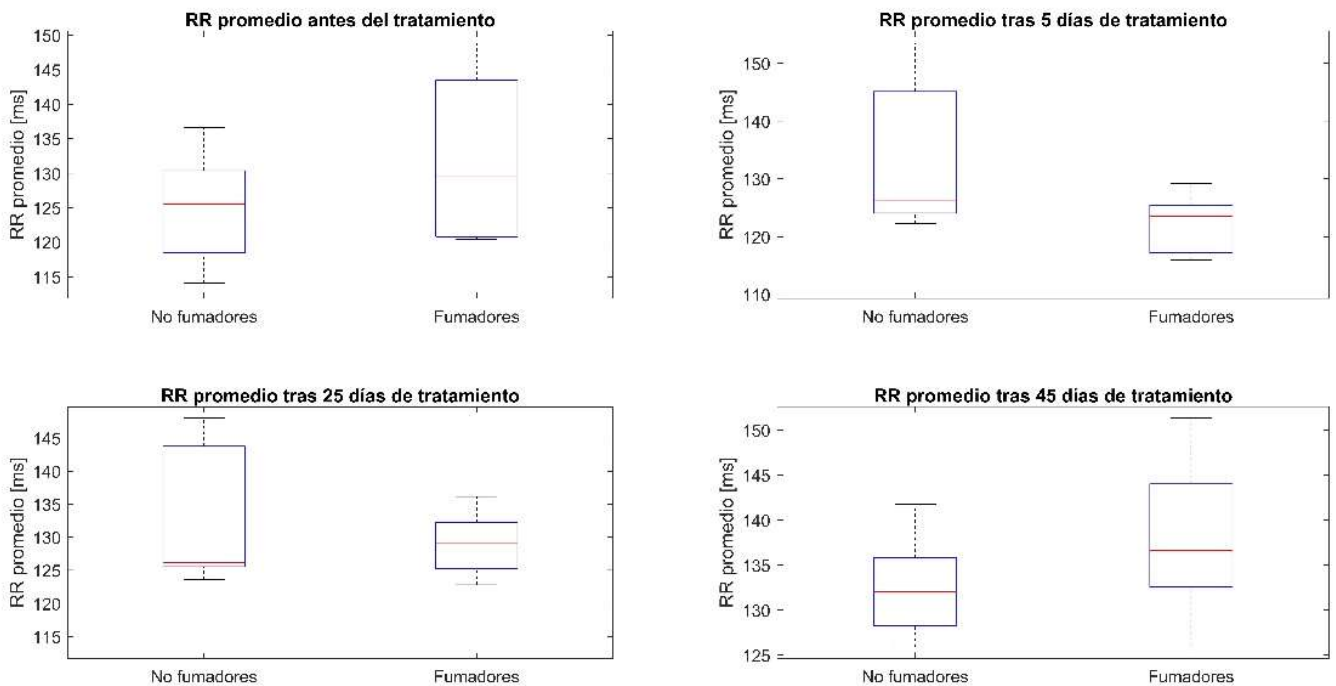 RR promedio antes del tratamiento
RR promedio [ms]
150
145
140
135
130
125
120
115
No fumadores
Fumadores
RR promedio tras 5 días de tratamiento
RR promedio [ms]
150
140
130
120
110
No fumadores
Fumadores
RR promedio tras 25 días de tratamiento
RR promedio [ms]
145
140
135
130
125
120
115
No fumadores
Fumadores
RR promedio tras 45 días de tratamiento
RR promedio [ms]
150
145
140
135
130
125
No fumadores
Fumadores